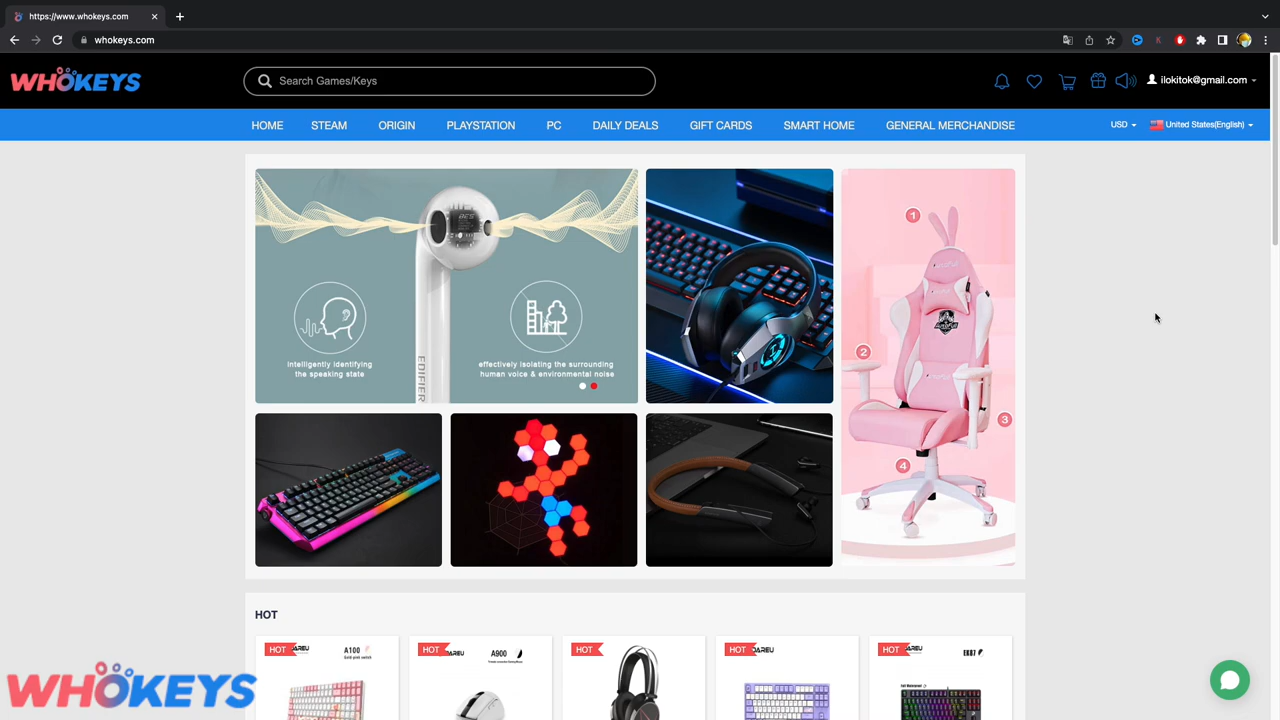 https://www.whokeys.com
whokeys.com
WHOKEYS
Search Games/Keys
ilokitok@gmail.com
HOME STEAM ORIGIN PLAYSTATION PC DAILY DEALS GIFT CARDS SMART HOME GENERAL MERCHANDISE USD United States(English)
AES
intelligently identifying
the speaking state
effectively isolating the surrounding
human voice & environmental noise
EDIFIER
1
2
3
4
HOT
HOT HOT HOT HOT HOT
A100
A900
EK87
WHOKEYS